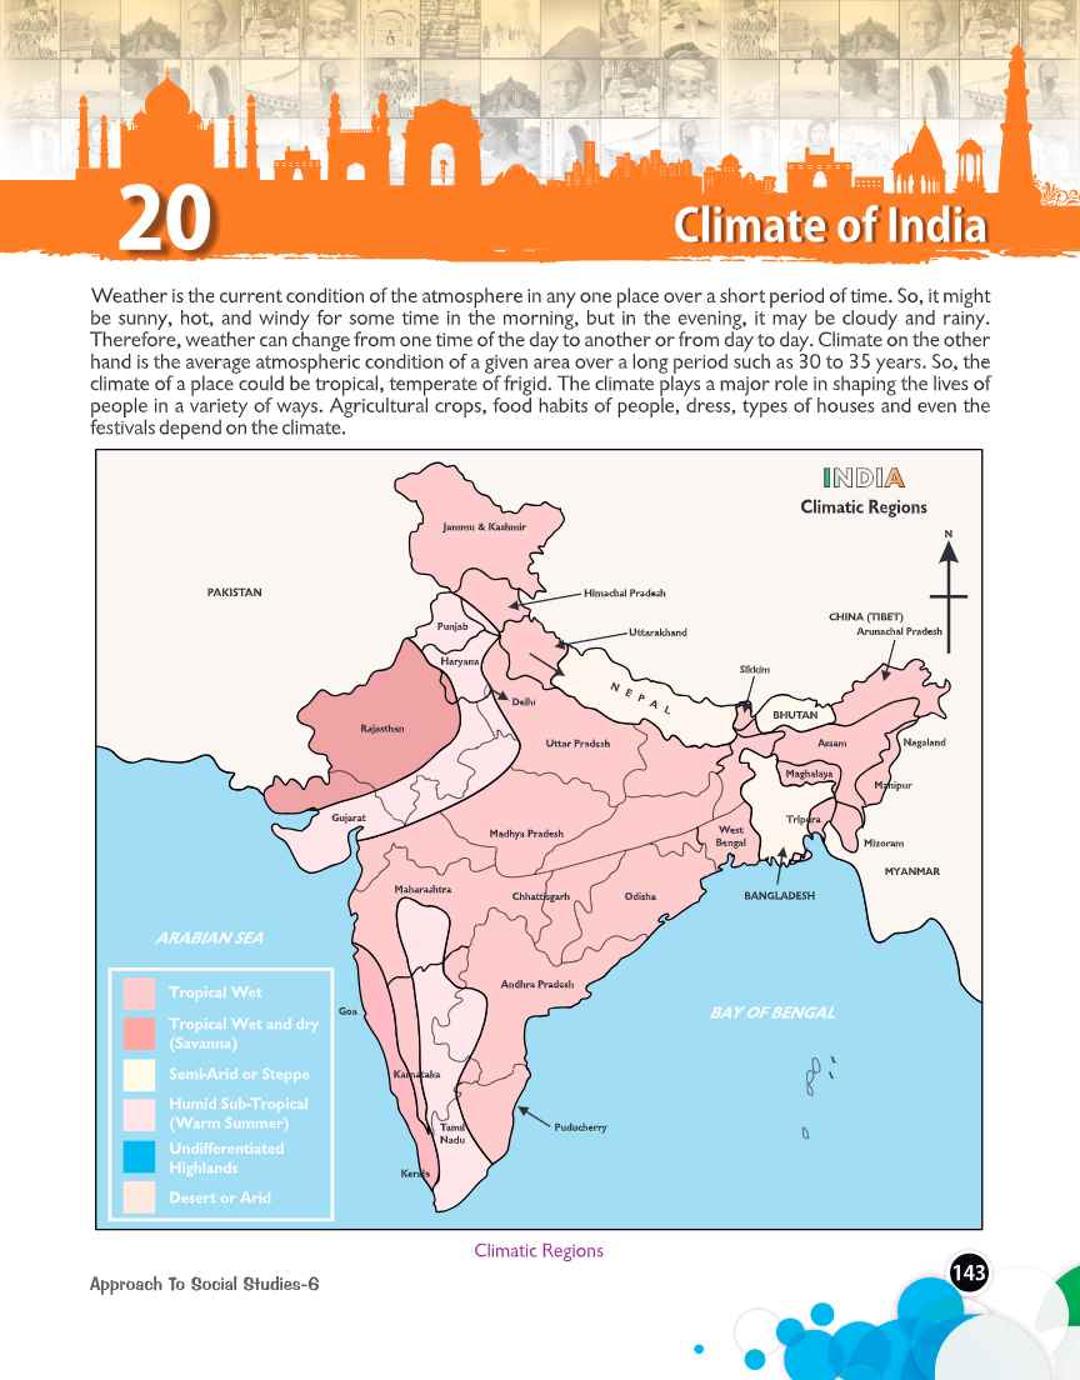 20
Climate of India
Weather is the current condition of the atmosphere in any one place over a short period of time. So, it might
be sunny, hot, and windy for some time in the morning, but in the evening, it may be cloudy and rainy.
Therefore, weather can change from one time of the day to another or from day to day. Climate on the other
hand is the average atmospheric condition of a given area over a long period such as 30 to 35 years. So, the
climate of a place could be tropical, temperate of frigid. The climate plays a major role in shaping the lives of
people in a variety of ways. Agricultural crops, food habits of people, dress, types of houses and even the
festivals depend on the climate.
INDIA
Climatic Regions
N
Jammu & Kashmir
PAKISTAN
Himachal Pradesh
CHINA (TIBET)
Punjab
Uttarakhand
Arunachal Pradesh
Haryana
Sikkim
NEPAL
Delhi
BHUTAN
Rajasthan
Uttar Pradesh
Assam
Nagaland
Maghalaya
Manipur
Gujarat
Madhya Pradesh
West
Bengal
Tripura
Mizoram
MYANMAR
Maharashtra
Chhattisgarh
Odisha
BANGLADESH
ARABIAN SEA
Andhra Pradesh
Goa
BAY OF BENGAL
Karnataka
Tamil
Nadu
Puducherry
Kerala
Tropical Wet
Tropical Wet and dry
(Savanna)
Semi-Arid or Steppe
Humid Sub-Tropical
(Warm Summer)
Undifferentiated
Highlands
Desert or Arid
Climatic Regions
Approach To Social Studies-6
143